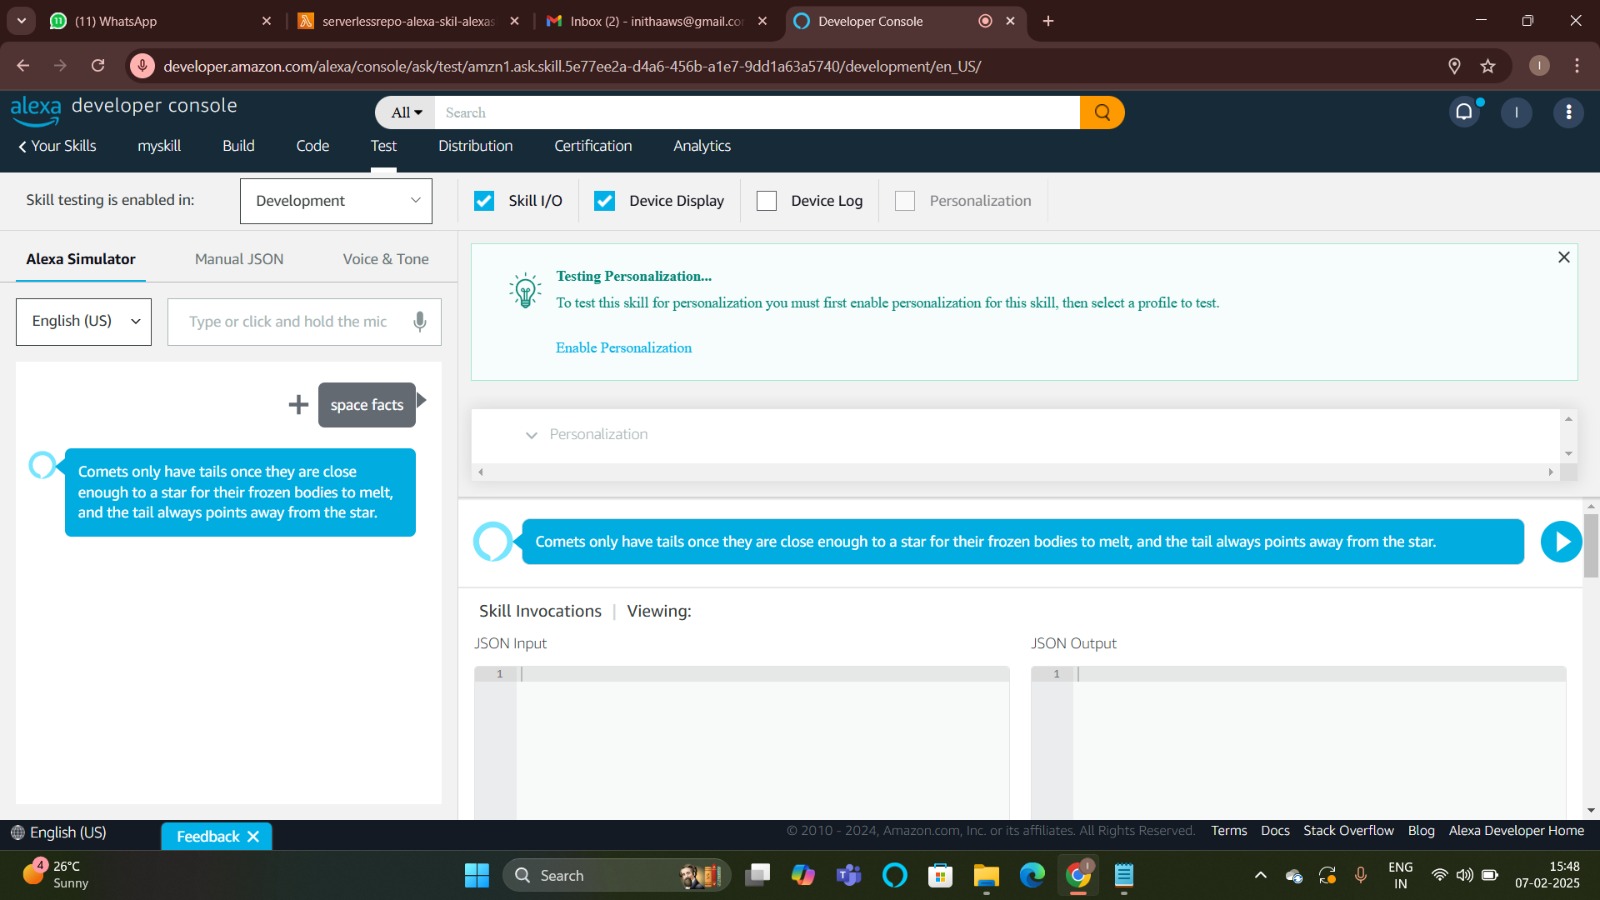 (11) WhatsApp
serverlessrepo-alexa-skil-alexas
Inbox (2) - inithaaws@gmail.co
Developer Console
developer.amazon.com/alexa/console/ask/test/amzn1.ask.skill.5e77ee2a-d4a6-456b-a1e7-9dd1a63a5740/development/en_US/
I
alexa developer console
All
Search
I
Your Skills
myskill
Build
Code
Test
Distribution
Certification
Analytics
Skill testing is enabled in:
Development
Skill I/O
Device Display
Device Log
Personalization
Alexa Simulator
Manual JSON
Voice & Tone
Testing Personalization...
To test this skill for personalization you must first enable personalization for this skill, then select a profile to test.
Enable Personalization
English (US)
Type or click and hold the mic
space facts
Comets only have tails once they are close
enough to a star for their frozen bodies to melt,
and the tail always points away from the star.
Personalization
Comets only have tails once they are close enough to a star for their frozen bodies to melt, and the tail always points away from the star.
Skill Invocations | Viewing:
JSON Input
JSON Output
1
1
English (US)
Feedback
© 2010 - 2024, Amazon.com, Inc. or its affiliates. All Rights Reserved.
Terms
Docs
Stack Overflow
Blog
Alexa Developer Home
4
26°C
Sunny
Search
ENG
IN
15:48
07-02-2025